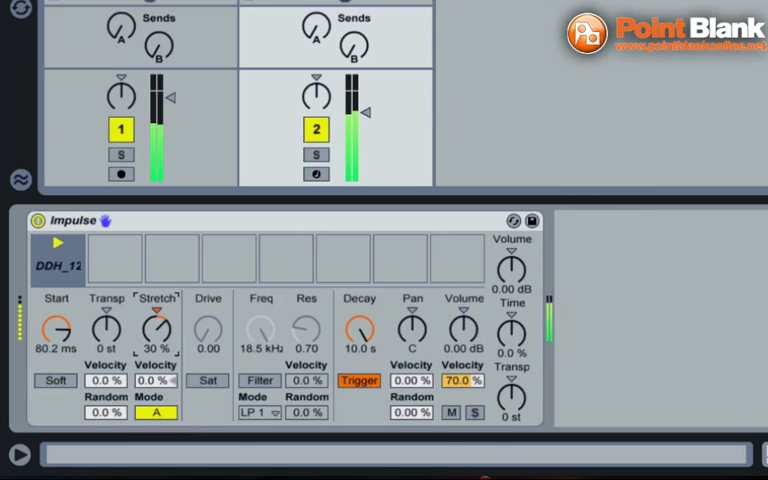 Sends
A
B
Sends
A
B
Point Blank
www.pointblankonline.net
1
2
S
S
Impulse
DDH_12
Start
Transp
Stretch
Drive
Freq
Res
Decay
Pan
Volume
80.2 ms
0 st
30 %
0.00
18.5 kHz
0.70
10.0 s
C
0.00 dB
Velocity
Velocity
Velocity
Velocity
Velocity
Soft
0.0 %
0.0 %
Sat
Filter
0.0 %
Trigger
0.00 %
70.0 %
Random
Mode
Mode
Random
Random
0.0 %
A
LP 1
0.0 %
0.00 %
M
S
Volume
0.00 dB
Time
0.0 %
Transp
0 st